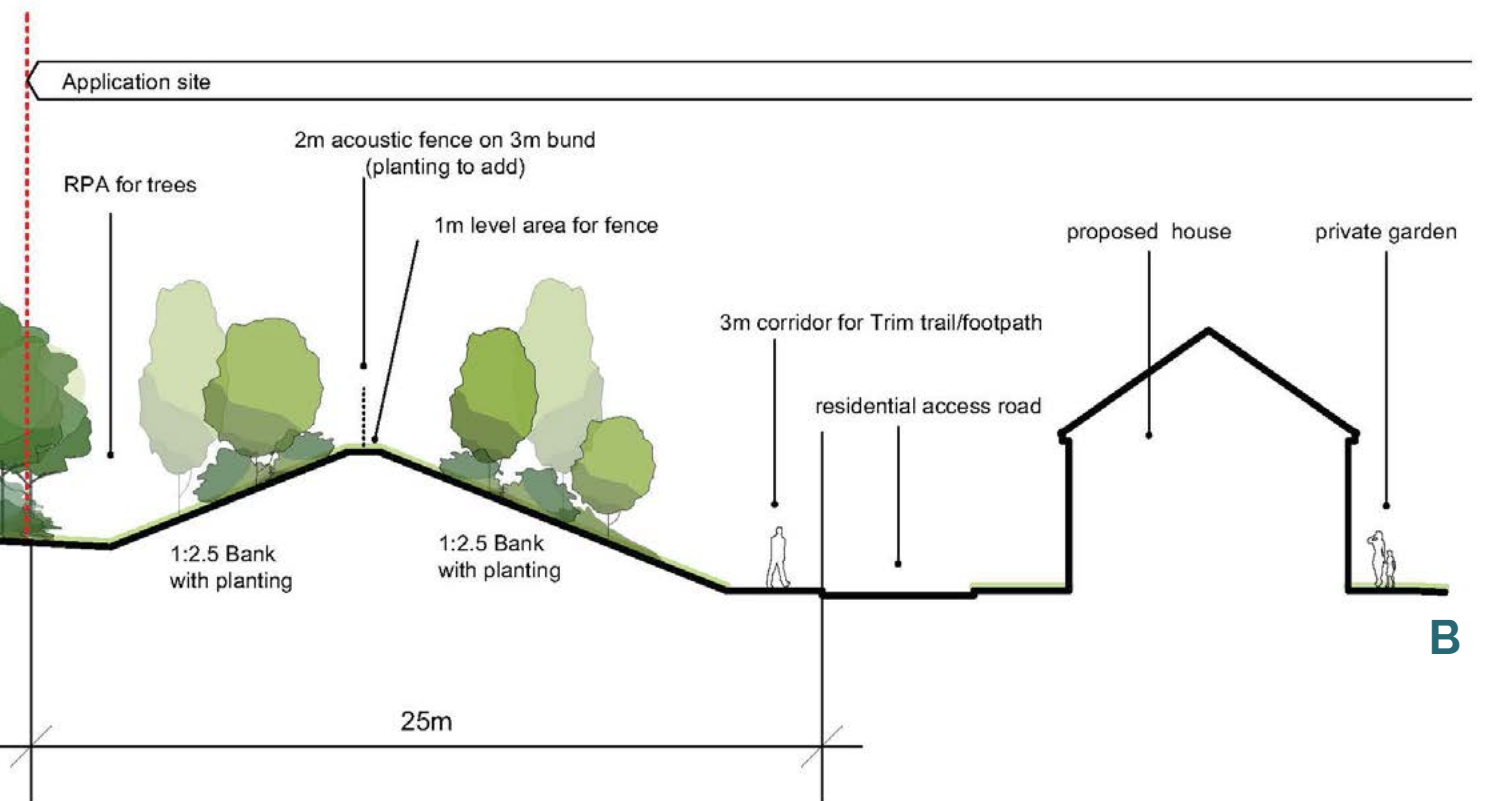 Application site
2m acoustic fence on 3m bund
(planting to add)
RPA for trees
1m level area for fence
proposed house
private garden
3m corridor for Trim trail/footpath
residential access road
1:2.5 Bank
with planting
1:2.5 Bank
with planting
B
25m